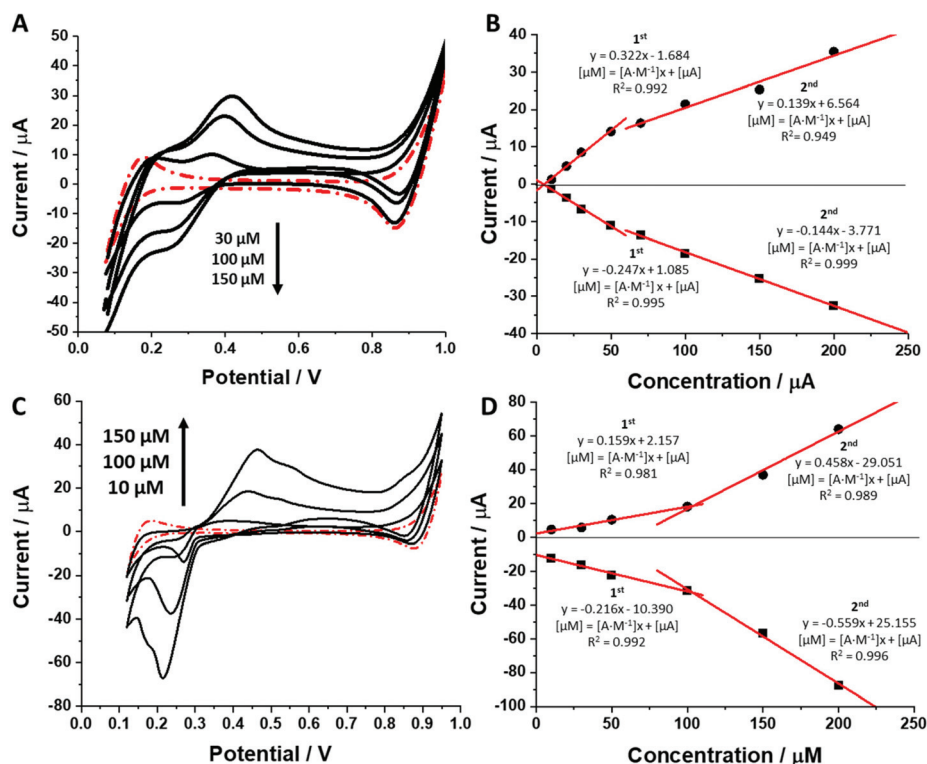 A
Current / µA
50
40
30
20
10
0
-10
-20
-30
-40
-50
30 µM
100 µM
150 µM
0.0
0.2
0.4
0.6
0.8
1.0
Potential / V
B
Current / µA
40
30
20
10
0
-10
-20
-30
-40
1st
y = 0.322x - 1.684
[µM] = [A·M-1]x + [µA]
R2= 0.992
2nd
y = 0.139x + 6.564
[µM] = [A·M-1]x + [µA]
R2= 0.949
2nd
y = -0.144x - 3.771
[µM] = [A·M-1]x + [µA]
R2= 0.999
1st
y = -0.247x + 1.085
[µM] = [A·M-1] x + [µA]
R2= 0.995
0
50
100
150
200
250
Concentration / µA
C
Current / µA
80
60
40
20
0
-20
-40
-60
-80
150 µM
100 µM
10 µM
0.0
0.1
0.2
0.3
0.4
0.5
0.6
0.7
0.8
0.9
1.0
Potential / V
D
Current / µA
80
60
40
20
0
-20
-40
-60
-80
-100
1st
y = 0.159x + 2.157
[µM] = [A·M-1]x + [µA]
R2 = 0.981
2nd
y = 0.458x - 29.051
[µM] = [A·M-1]x + [µA]
R2 = 0.989
1st
y = -0.216x - 10.390
[µM] = [A·M-1]x + [µA]
R2 = 0.992
2nd
y = -0.559x + 25.155
[µM] = [A·M-1]x + [µA]
R2 = 0.996
0
50
100
150
200
250
Concentration / µM